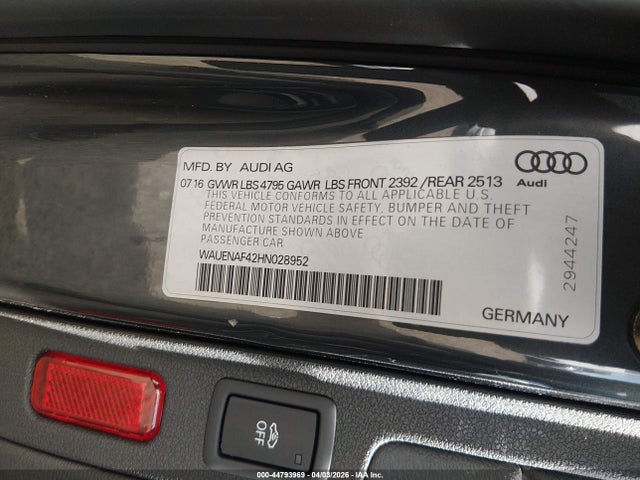 MFD. BY AUDI AG
07 16 GVWR LBS 4795 GAWR LBS FRONT 2392 / REAR 2513
THIS VEHICLE CONFORMS TO ALL APPLICABLE U.S.
FEDERAL MOTOR VEHICLE SAFETY, BUMPER AND THEFT
PREVENTION STANDARDS IN EFFECT ON THE DATE OF
MANUFACTURE SHOWN ABOVE
PASSENGER CAR
WAUENAF42HN028952
Audi
2944247
GERMANY
OFF
000-44793969 04/03/2026 IAA Inc.